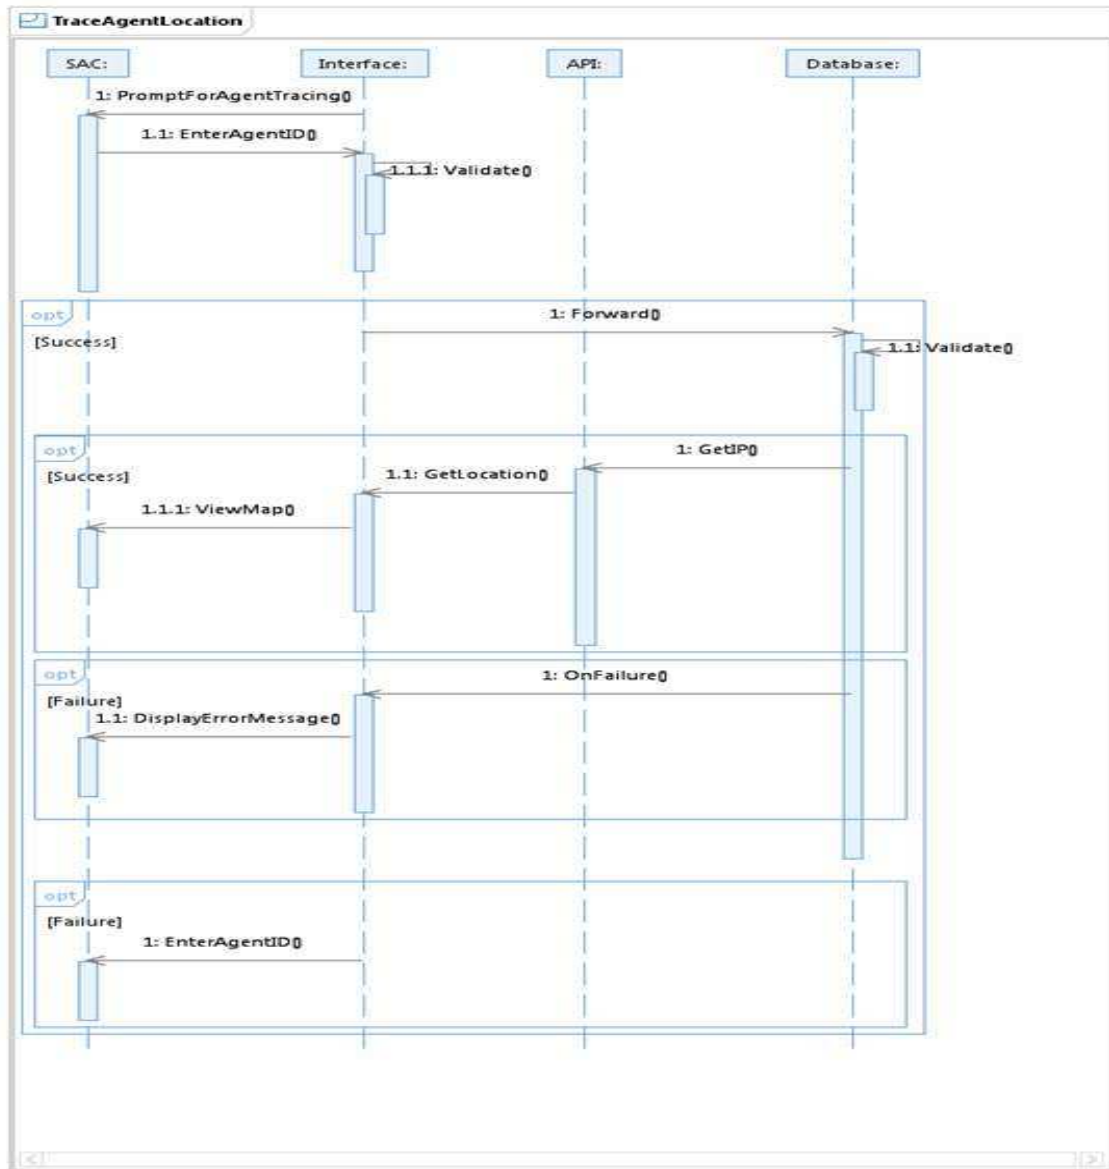 TraceAgentLocation
SAC: Interface: API: Database:
1: PromptForAgentTracing()
1.1: EnterAgentID()
1.1.1: Validate()
opt
1: Forward()
[Success]
1.1: Validate()
opt
1: GetIP()
[Success]
1.1: GetLocation()
1.1.1: ViewMap()
opt
1: OnFailure()
[Failure]
1.1: DisplayErrorMessage()
opt
[Failure]
1: EnterAgentID()